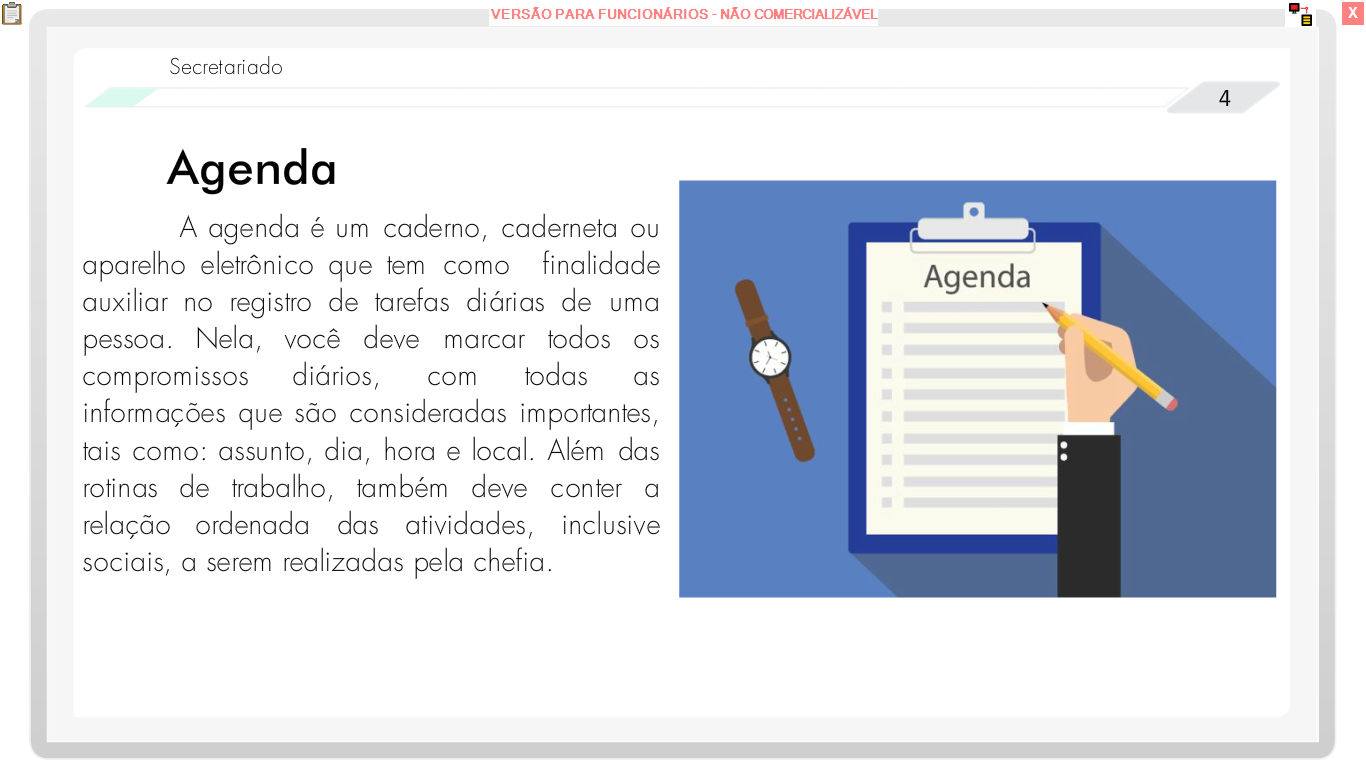 VERSÃO PARA FUNCIONÁRIOS - NÃO COMERCIALIZÁVEL
X
Secretariado
4
Agenda
A agenda é um caderno, caderneta ou
aparelho eletrônico que tem como finalidade
auxiliar no registro de tarefas diárias de uma
pessoa. Nela, você deve marcar todos os
compromissos diários, com todas as
informações que são consideradas importantes,
tais como: assunto, dia, hora e local. Além das
rotinas de trabalho, também deve conter a
relação ordenada das atividades, inclusive
sociais, a serem realizadas pela chefia.
Agenda